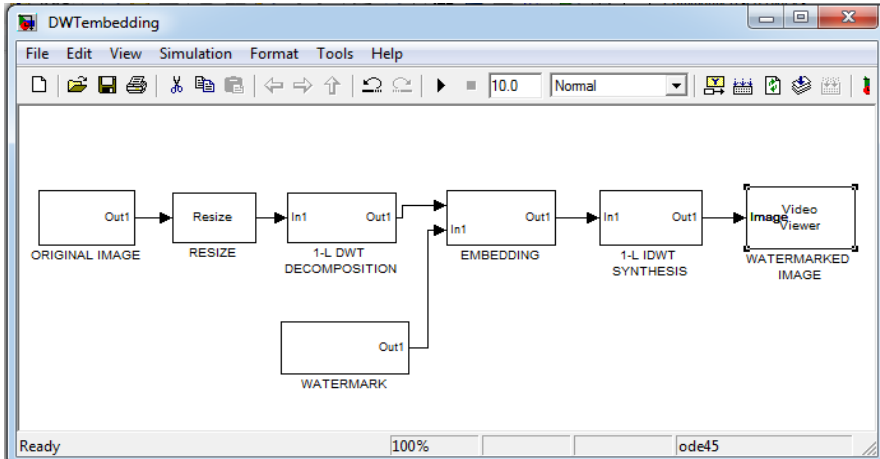 DWTembedding
File Edit View Simulation Format Tools Help
10.0 Normal
Out1
ORIGINAL IMAGE
Resize
RESIZE
In1 Out1
1-L DWT
DECOMPOSITION
In1 Out1
EMBEDDING
In1 Out1
1-L IDWT
SYNTHESIS
Image Video
Viewer
WATERMARKED
IMAGE
Out1
WATERMARK
Ready 100% ode45